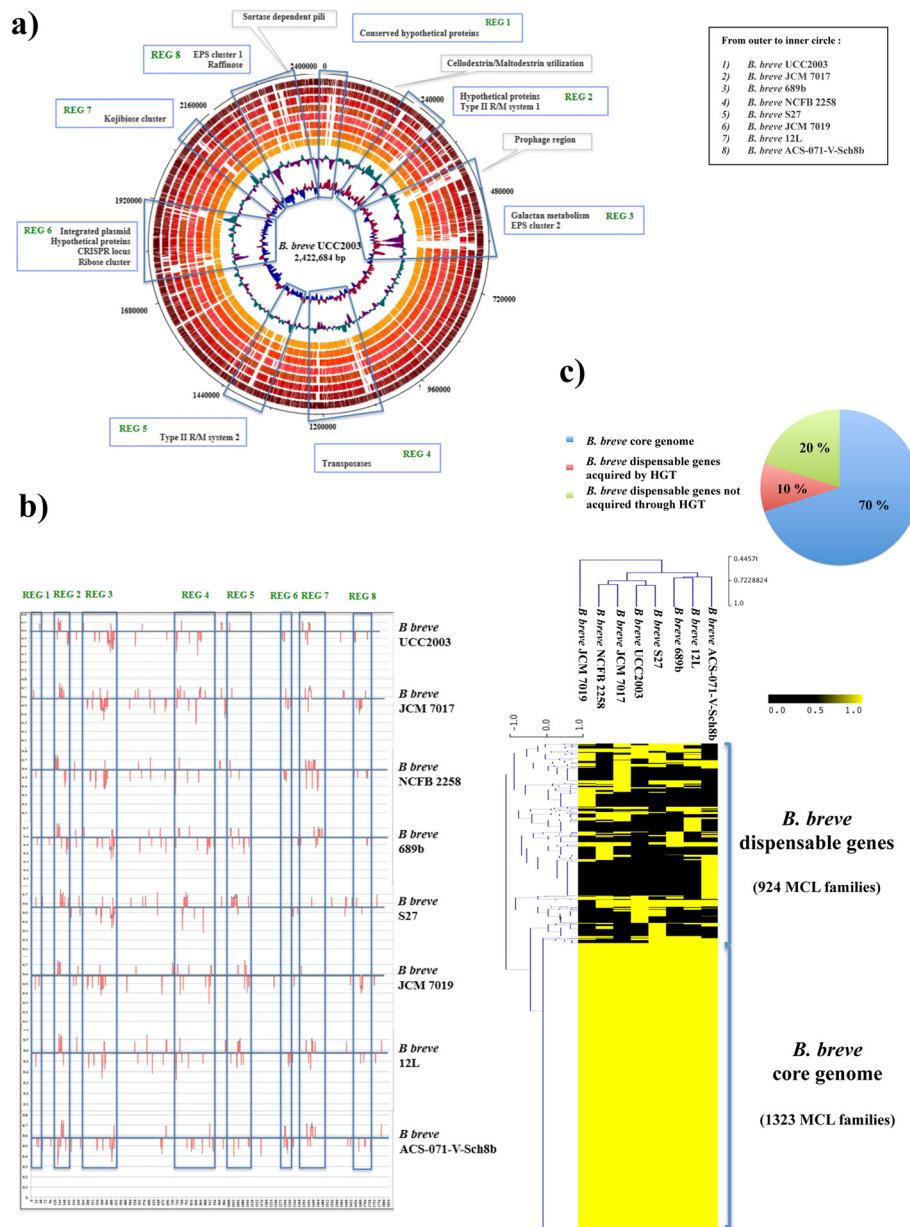 a)
Sortase dependent pili
REG 1
Conserved hypothetical proteins
REG 8 EPS cluster 1
Raffinose
Cellodextrin/Maltodextrin utilization
REG 7
Kojibiose cluster
Hypothetical proteins REG 2
Type II R/M system 1
Prophage region
Galactan metabolism REG 3
EPS cluster 2
REG 6 Integrated plasmid
Hypothetical proteins
CRISPR locus
Ribose cluster
REG 5
Type II R/M system 2
REG 4
Transposases
2400000 0
240000
480000
720000
960000
1200000
1440000
1680000
1920000
2160000
B. breve UCC2003
2,422,684 bp
From outer to inner circle :
1) B. breve UCC2003
2) B. breve JCM 7017
3) B. breve 689b
4) B. breve NCFB 2258
5) B. breve S27
6) B. breve JCM 7019
7) B. breve 12L
8) B. breve ACS-071-V-Sch8b
c)
B. breve core genome
B. breve dispensable genes
acquired by HGT
B. breve dispensable genes not
acquired through HGT
20 %
10 %
70 %
b)
REG 1 REG 2 REG 3 REG 4 REG 5 REG 6 REG 7 REG 8
B breve
UCC2003
B breve
JCM 7017
B breve
NCFB 2258
B breve
689b
B breve
S27
B breve
JCM 7019
B breve
12L
B breve
ACS-071-V-Sch8b
0.7228824
1.0
B breve JCM 7019
B breve NCFB 2258
B breve JCM 7017
B breve UCC2003
B breve S27
B breve 689b
B breve 12L
B breve ACS-071-V-Sch8b
0.0 0.5 1.0
-1.0
0.0
1.0
B. breve
dispensable genes
(924 MCL families)
B. breve
core genome
(1323 MCL families)